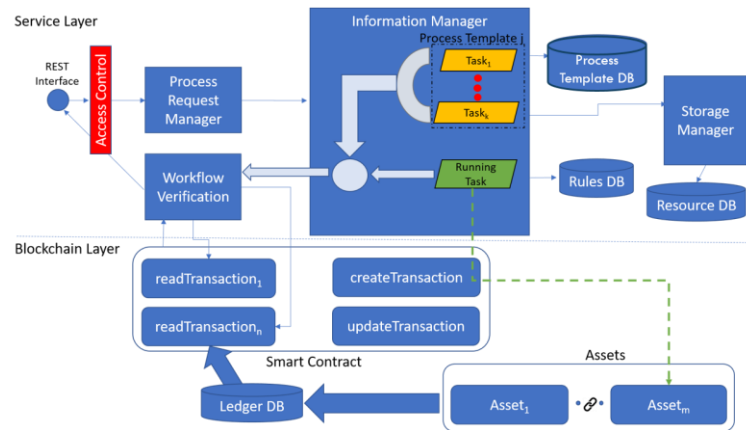 Service Layer
Information Manager
Process Template j
REST
Interface
Access Control
Process
Request
Manager
Task1
Taskk
Process
Template DB
Storage
Manager
Workflow
Verification
Running
Task
Rules DB
Resource DB
Blockchain Layer
readTransaction1
createTransaction
readTransactionn
updateTransaction
Smart Contract
Assets
Ledger DB
Asset1
Assetm